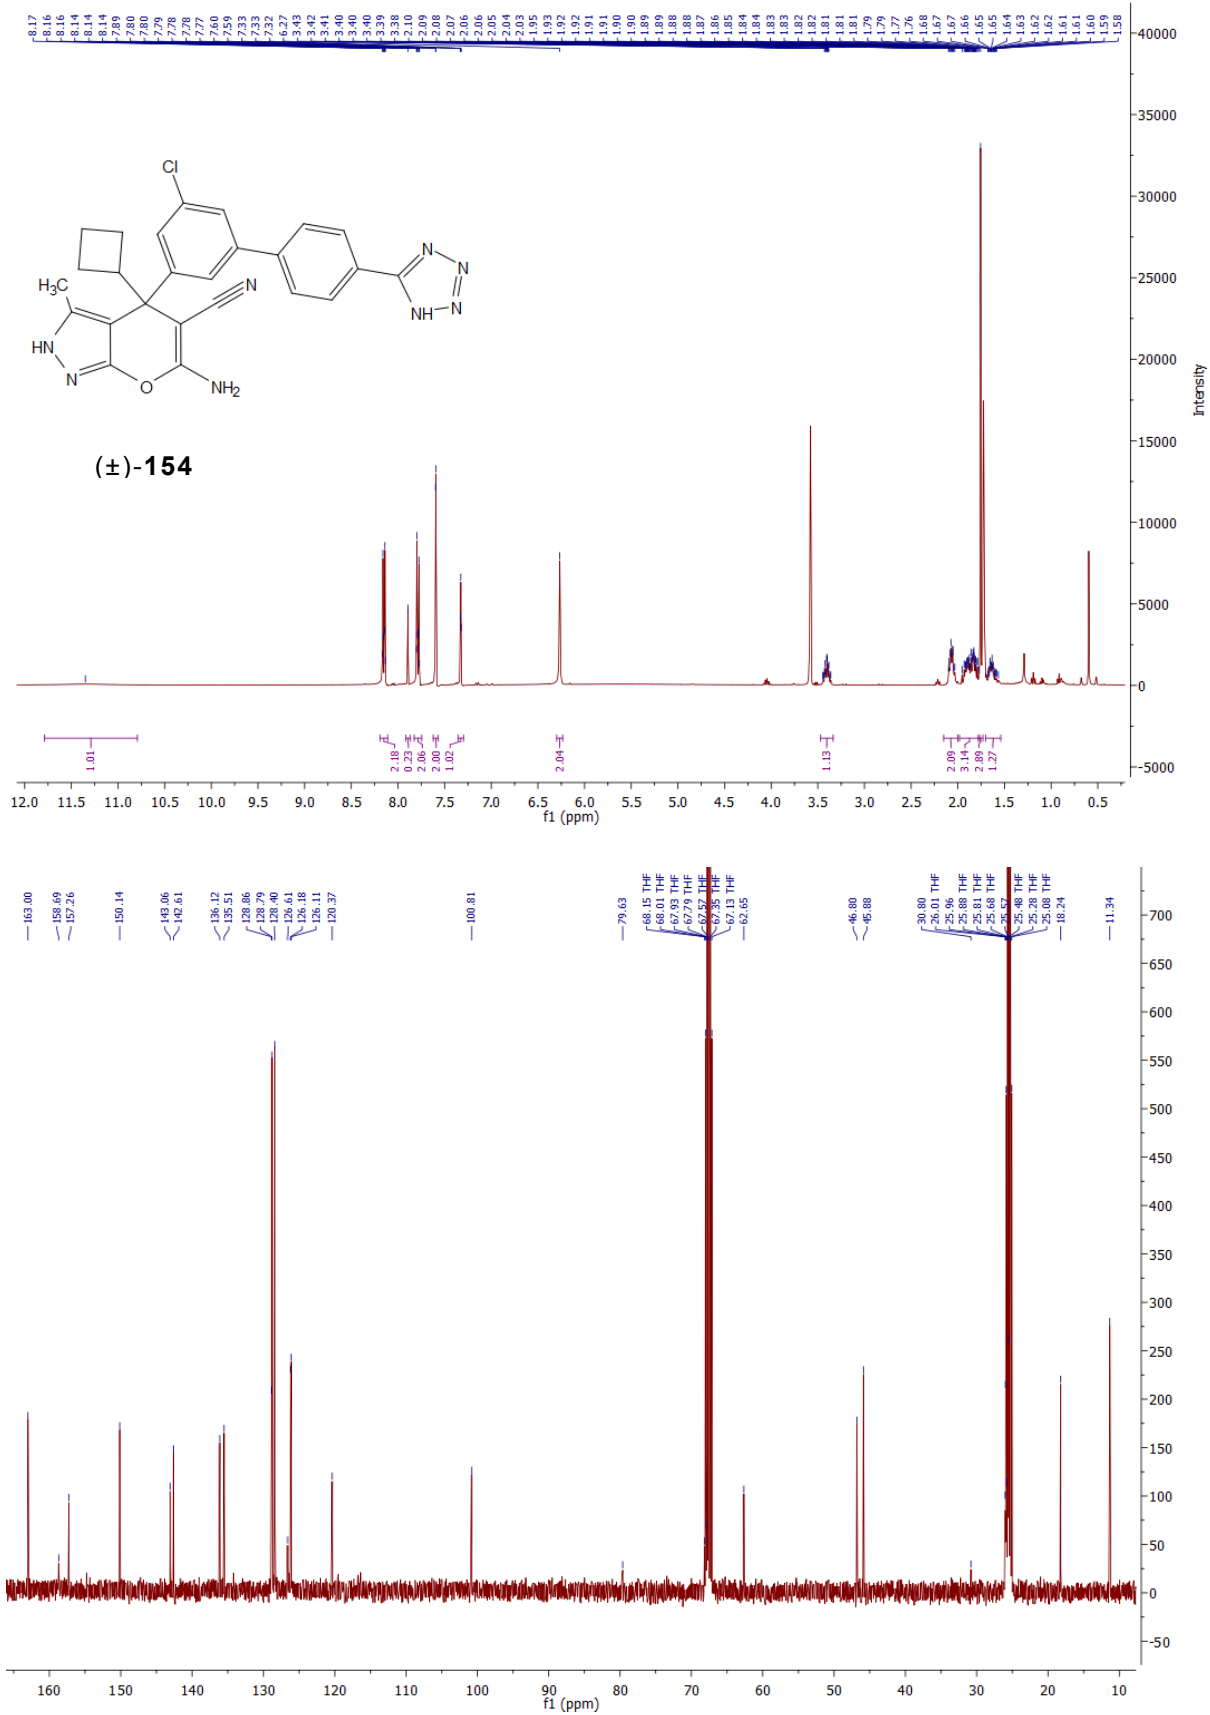 8.17 8.16 8.16 8.14 8.14 8.14 7.89 7.80 7.80 7.79 7.78 7.78 7.77 7.60 7.59 7.33 7.33 7.32 6.27 3.43 3.42 3.41 3.40 3.40 3.40 3.39 3.38 2.10 2.09 2.08 2.07 2.06 2.06 2.05 2.04 2.03 1.95 1.93 1.92 1.92 1.91 1.91 1.90 1.90 1.89 1.89 1.88 1.88 1.87 1.86 1.85 1.84 1.84 1.83 1.83 1.82 1.82 1.81 1.81 1.81 1.79 1.79 1.77 1.76 1.68 1.67 1.67 1.66 1.65 1.65 1.64 1.63 1.62 1.62 1.61 1.61 1.60 1.59 1.58
40000
35000
30000
25000
20000
15000
10000
5000
0
-5000
Intensity
Cl
H3C
N
N
N
N
NH
HN
N
O
NH2
(±)-154
1.01 2.18 0.23 2.06 2.00 1.02 2.04 1.13 2.09 3.14 2.89 1.27
12.0 11.5 11.0 10.5 10.0 9.5 9.0 8.5 8.0 7.5 7.0 6.5 6.0 5.5 5.0 4.5 4.0 3.5 3.0 2.5 2.0 1.5 1.0 0.5
f1 (ppm)
163.00 158.69 157.26 150.14 143.06 142.61 136.12 135.51 128.86 128.79 128.40 126.61 126.18 126.11 120.37 100.81 79.63 68.15 THF 68.01 THF 67.93 THF 67.79 THF 67.57 THF 67.35 THF 67.13 THF 62.65 46.80 45.88 30.80 26.01 THF 25.96 25.88 THF 25.81 THF 25.68 THF 25.57 25.48 THF 25.28 THF 25.08 THF 18.24 11.34
700
650
600
550
500
450
400
350
300
250
200
150
100
50
0
-50
160 150 140 130 120 110 100 90 80 70 60 50 40 30 20 10
f1 (ppm)